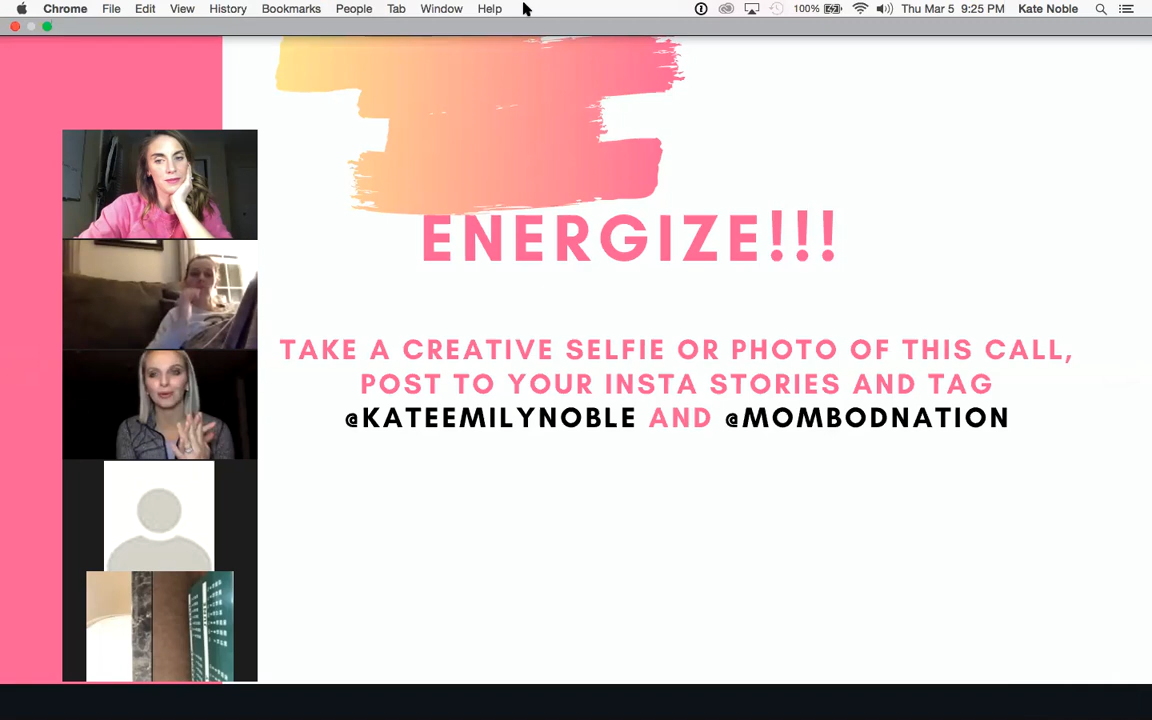 Chrome File Edit View History Bookmarks People Tab Window Help 100% Thu Mar 5 9:25 PM Kate Noble
ENERGIZE!!!
TAKE A CREATIVE SELFIE OR PHOTO OF THIS CALL,
POST TO YOUR INSTA STORIES AND TAG
@KATEEMILYNOBLE AND @MOMBODNATION